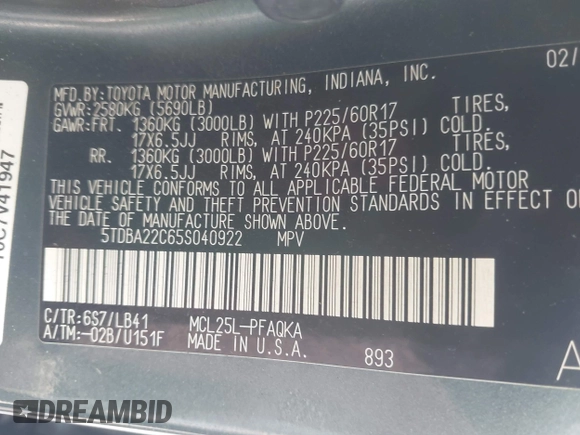 02/
MFD.BY:TOYOTA MOTOR MANUFACTURING, INDIANA, INC.
GVWR:2580KG (5690LB)
GAWR:FRT. 1360KG (3000LB) WITH P225/60R17 TIRES,
17X6.5JJ RIMS, AT 240KPA (35PSI) COLD.
RR. 1360KG (3000LB) WITH P225/60R17 TIRES,
17X6.5JJ RIMS, AT 240KPA (35PSI) COLD.
THIS VEHICLE CONFORMS TO ALL APPLICABLE FEDERAL MOTOR
VEHICLE SAFETY AND THEFT PREVENTION STANDARDS IN EFFECT
ON THE DATE OF MANUFACTURE SHOWN ABOVE.
5TDBA22C65S040922 MPV
C/TR:6S7/LB41 MCL25L-PFAQKA
A/TM:-02B/U151F MADE IN U.S.A. 893
DREAMBID